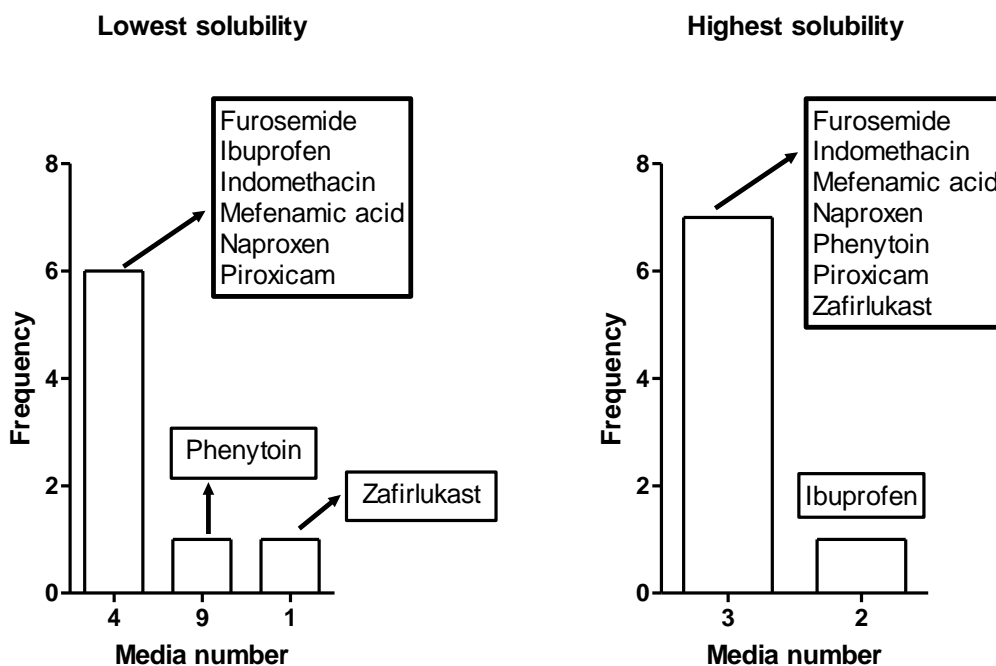 Lowest solubility
Furosemide
Ibuprofen
Indomethacin
Mefenamic acid
Naproxen
Piroxicam
Phenytoin
Zafirlukast
8
6
4
2
0
Frequency
4 9 1
Media number
Highest solubility
Furosemide
Indomethacin
Mefenamic acid
Naproxen
Phenytoin
Piroxicam
Zafirlukast
Ibuprofen
8
6
4
2
0
Frequency
3 2
Media number